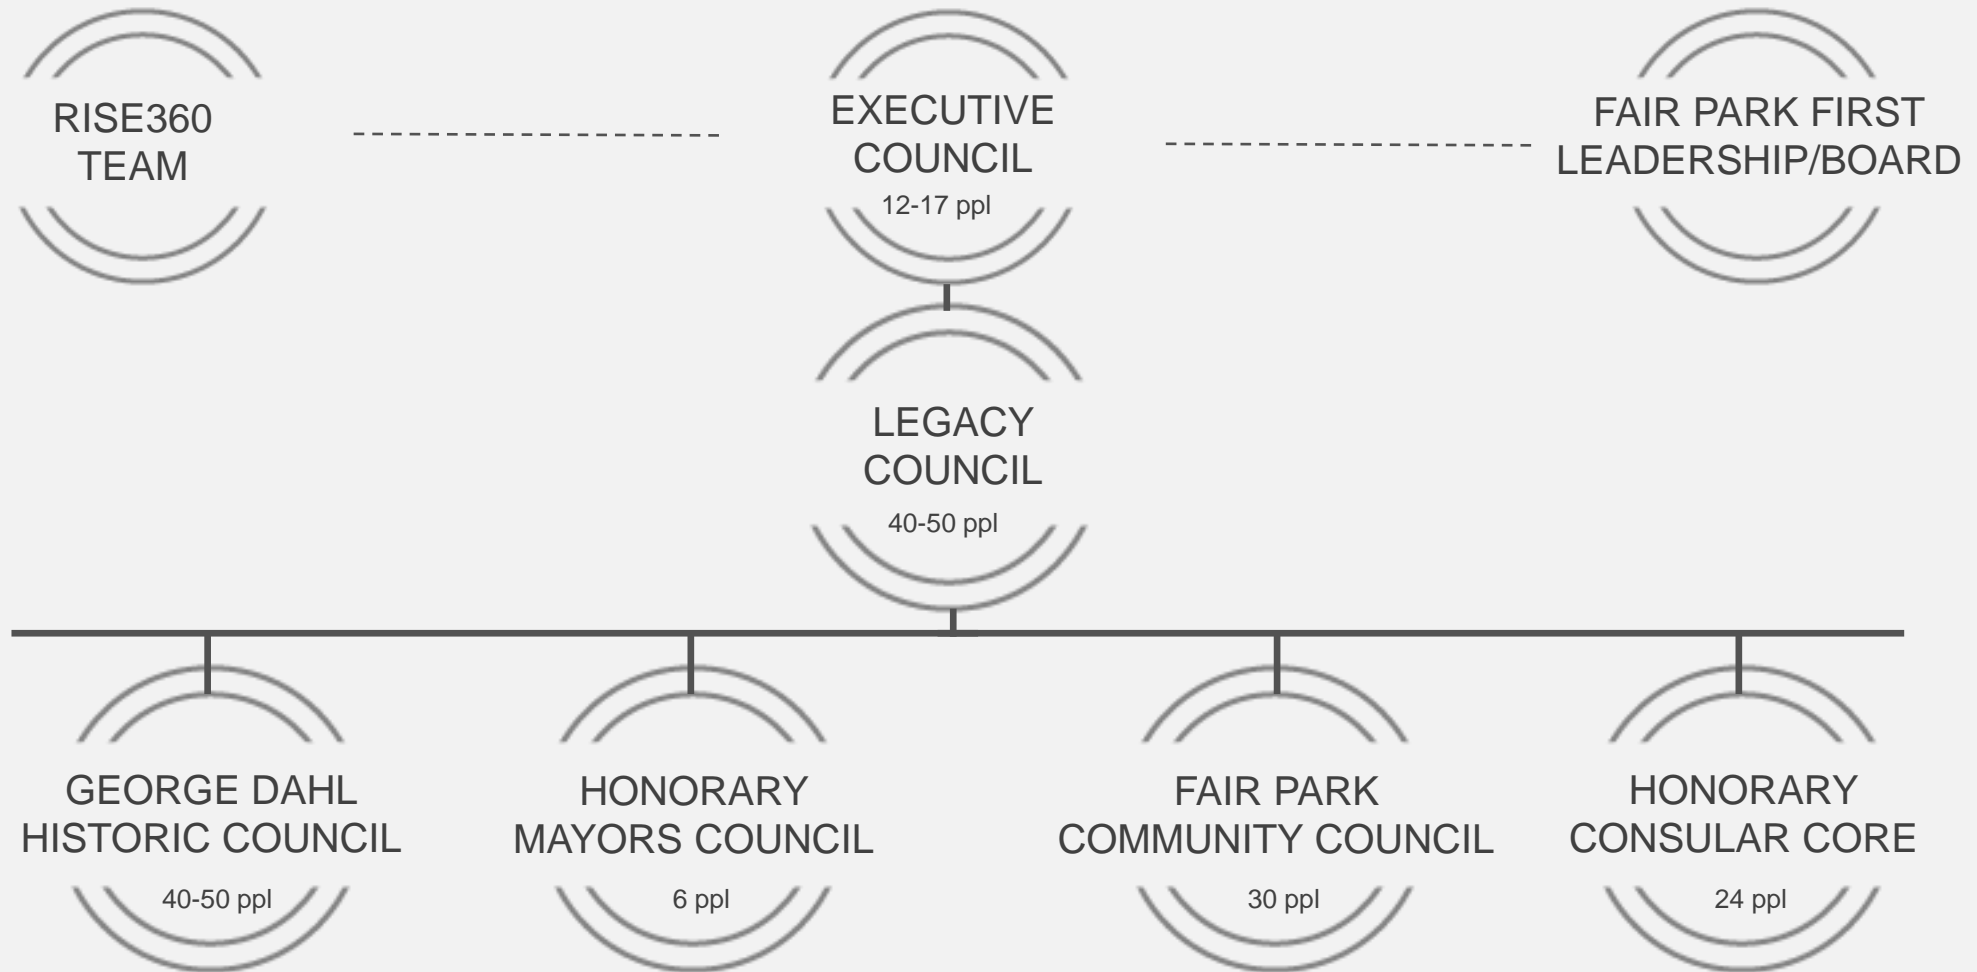 RISE360
TEAM
EXECUTIVE
COUNCIL
12-17 ppl
FAIR PARK FIRST
LEADERSHIP/BOARD
LEGACY
COUNCIL
40-50 ppl
GEORGE DAHL
HISTORIC COUNCIL
40-50 ppl
HONORARY
MAYORS COUNCIL
6 ppl
FAIR PARK
COMMUNITY COUNCIL
30 ppl
HONORARY
CONSULAR CORE
24 ppl